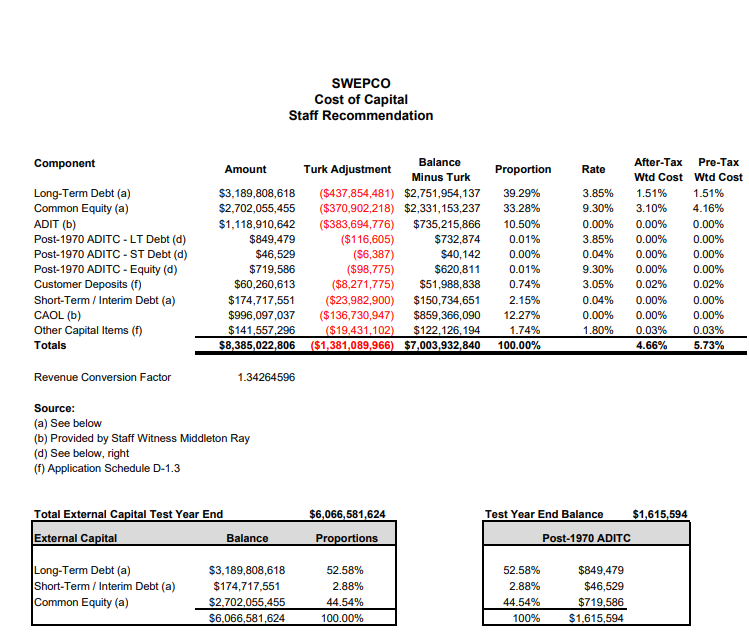 SWEPCO
Cost of Capital
Staff Recommendation
Component Amount Turk Adjustment Balance Minus Turk Proportion Rate After-Tax Wtd Cost Pre-Tax Wtd Cost
Long-Term Debt (a) $3,189,808,618 ($437,854,481) $2,751,954,137 39.29% 3.85% 1.51% 1.51%
Common Equity (a) $2,702,055,455 ($370,902,218) $2,331,153,237 33.28% 9.30% 3.10% 4.16%
ADIT (b) $1,118,910,642 ($383,694,776) $735,215,866 10.50% 0.00% 0.00% 0.00%
Post-1970 ADITC - LT Debt (d) $849,479 ($116,605) $732,874 0.01% 3.85% 0.00% 0.00%
Post-1970 ADITC - ST Debt (d) $46,529 ($6,387) $40,142 0.00% 0.04% 0.00% 0.00%
Post-1970 ADITC - Equity (d) $719,586 ($98,775) $620,811 0.01% 9.30% 0.00% 0.00%
Customer Deposits (f) $60,260,613 ($8,271,775) $51,988,838 0.74% 3.05% 0.02% 0.02%
Short-Term / Interim Debt (a) $174,717,551 ($23,982,900) $150,734,651 2.15% 0.04% 0.00% 0.00%
CAOL (b) $996,097,037 ($136,730,947) $859,366,090 12.27% 0.00% 0.00% 0.00%
Other Capital Items (f) $141,557,296 ($19,431,102) $122,126,194 1.74% 1.80% 0.03% 0.03%
Totals $8,385,022,806 ($1,381,089,966) $7,003,932,840 100.00% 4.66% 5.73%
Revenue Conversion Factor 1.34264596
Source:
(a) See below
(b) Provided by Staff Witness Middleton Ray
(d) See below, right
(f) Application Schedule D-1.3
Total External Capital Test Year End $6,066,581,624
External Capital Balance Proportions
Long-Term Debt (a) $3,189,808,618 52.58%
Short-Term / Interim Debt (a) $174,717,551 2.88%
Common Equity (a) $2,702,055,455 44.54%
$6,066,581,624 100.00%
Test Year End Balance $1,615,594
Post-1970 ADITC
52.58% $849,479
2.88% $46,529
44.54% $719,586
100% $1,615,594